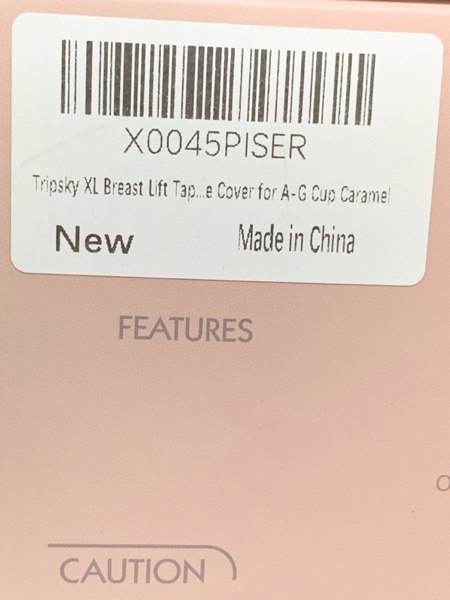 X0045PISER
Tripsky XL Breast Lift Tap...e Cover for A-G Cup Caramel
New
Made in China
FEATURES
CAUTION